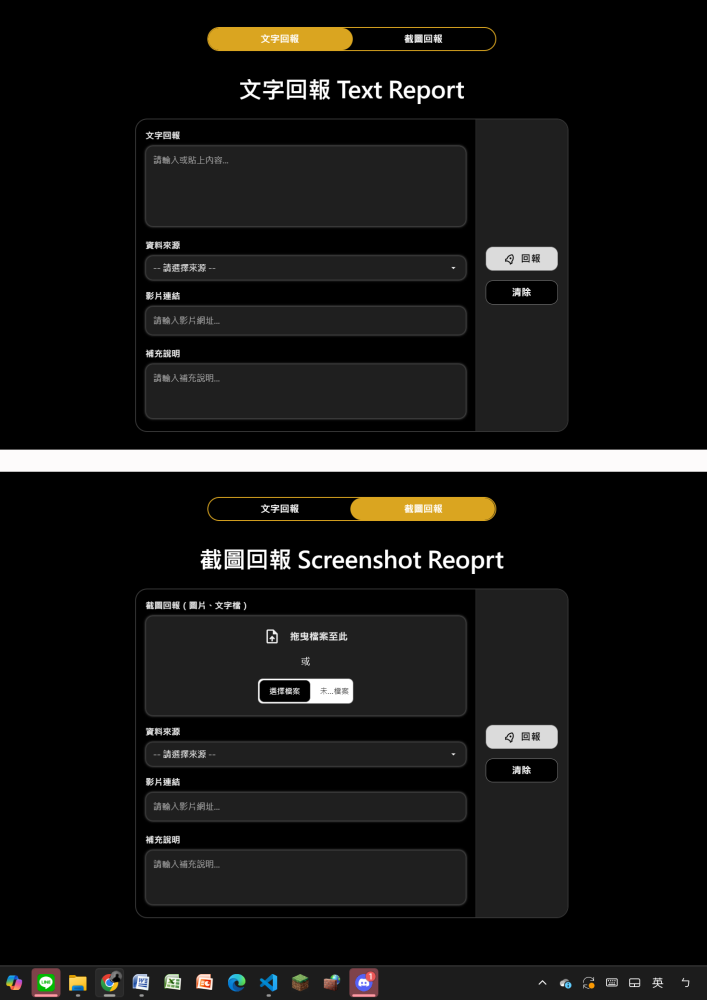 文字回報 截圖回報
文字回報 Text Report
文字回報
請輸入或貼上內容...
資料來源
-- 請選擇來源 --
影片連結
請輸入影片網址...
補充說明
請輸入補充說明...
回報
清除
文字回報 截圖回報
截圖回報 Screenshot Reoprt
截圖回報 ( 圖片、文字檔 )
拖曳檔案至此
或
選擇檔案 未...檔案
資料來源
-- 請選擇來源 --
影片連結
請輸入影片網址...
補充說明
請輸入補充說明...
回報
清除
LINE
1
英 ㄅ